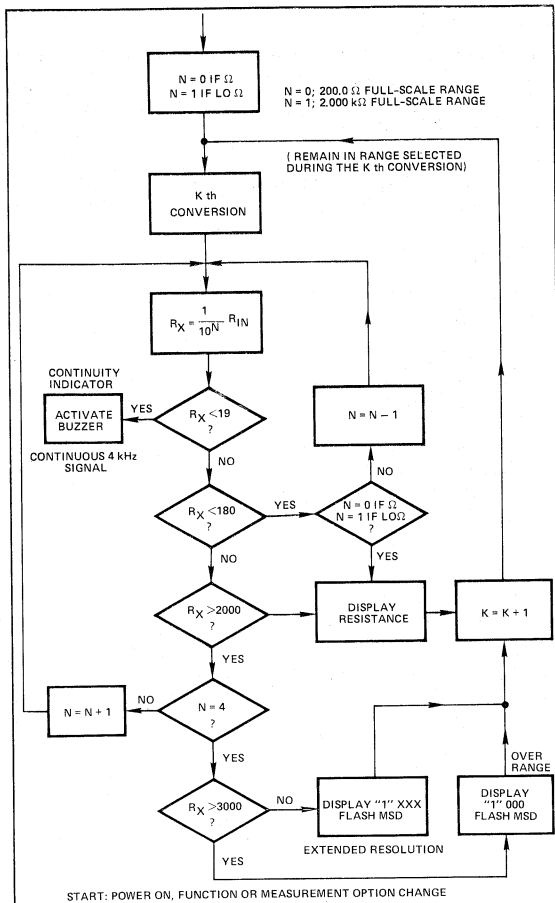 N = 0 IF Ω
N = 1 IF LO Ω
N = 0; 200.0 Ω FULL-SCALE RANGE
N = 1; 2.000 kΩ FULL-SCALE RANGE
( REMAIN IN RANGE SELECTED
DURING THE K th CONVERSION)
K th
CONVERSION
R_X = 1/10^N R_IN
CONTINUITY
INDICATOR
ACTIVATE
BUZZER
CONTINUOUS 4 kHz
SIGNAL
YES
R_X <19
?
NO
N = N – 1
NO
R_X <180
?
YES
N = 0 IF Ω
N = 1 IF LOΩ
?
NO
YES
R_X >2000
?
DISPLAY
RESISTANCE
K = K + 1
YES
N = N + 1
NO
N = 4
?
YES
OVER
RANGE
R_X >3000
?
NO
DISPLAY "1" XXX
FLASH MSD
DISPLAY
"1" 000
FLASH MSD
EXTENDED RESOLUTION
YES
START: POWER ON, FUNCTION OR MEASUREMENT OPTION CHANGE